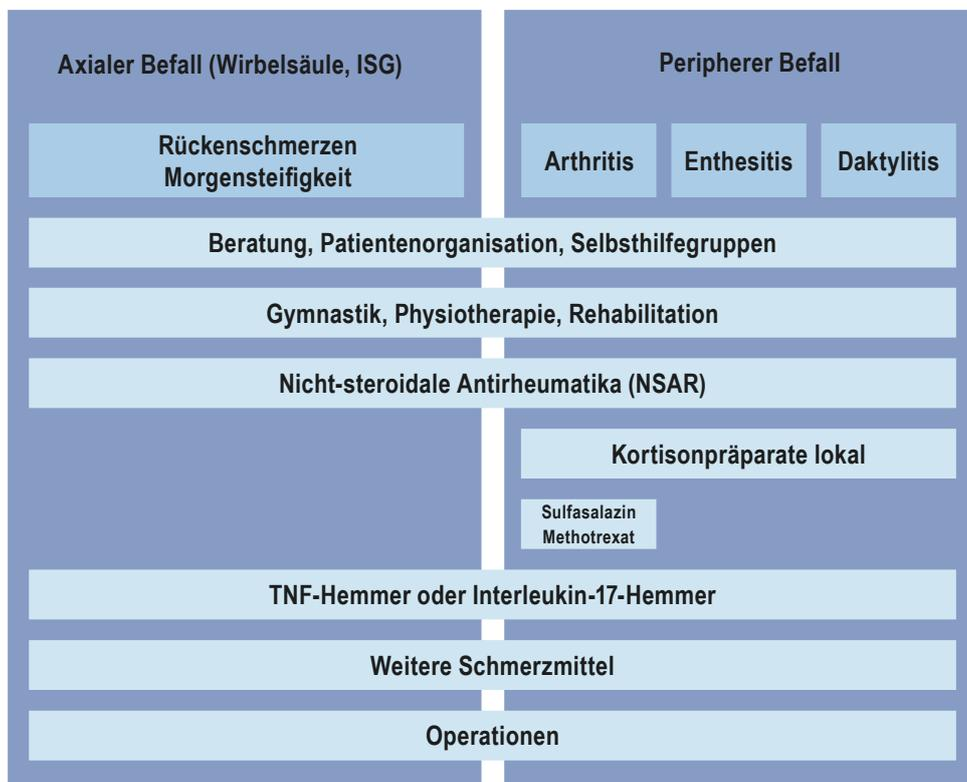 Axialer Befall (Wirbelsäule, ISG)
Peripherer Befall
Rückenschmerzen
Morgensteifigkeit
Arthritis
Enthesitis
Daktylitis
Beratung, Patientenorganisation, Selbsthilfegruppen
Gymnastik, Physiotherapie, Rehabilitation
Nicht-steroidale Antirheumatika (NSAR)
Kortisonpräparate lokal
Sulfasalazin
Methotrexat
TNF-Hemmer oder Interleukin-17-Hemmer
Weitere Schmerzmittel
Operationen